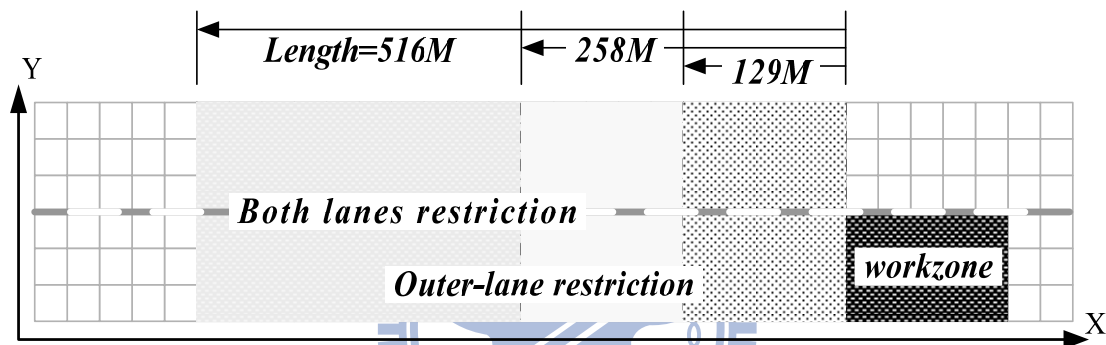 Length=516M
258M
129M
Y
Both lanes restriction
workzone
Outer-lane restriction
X